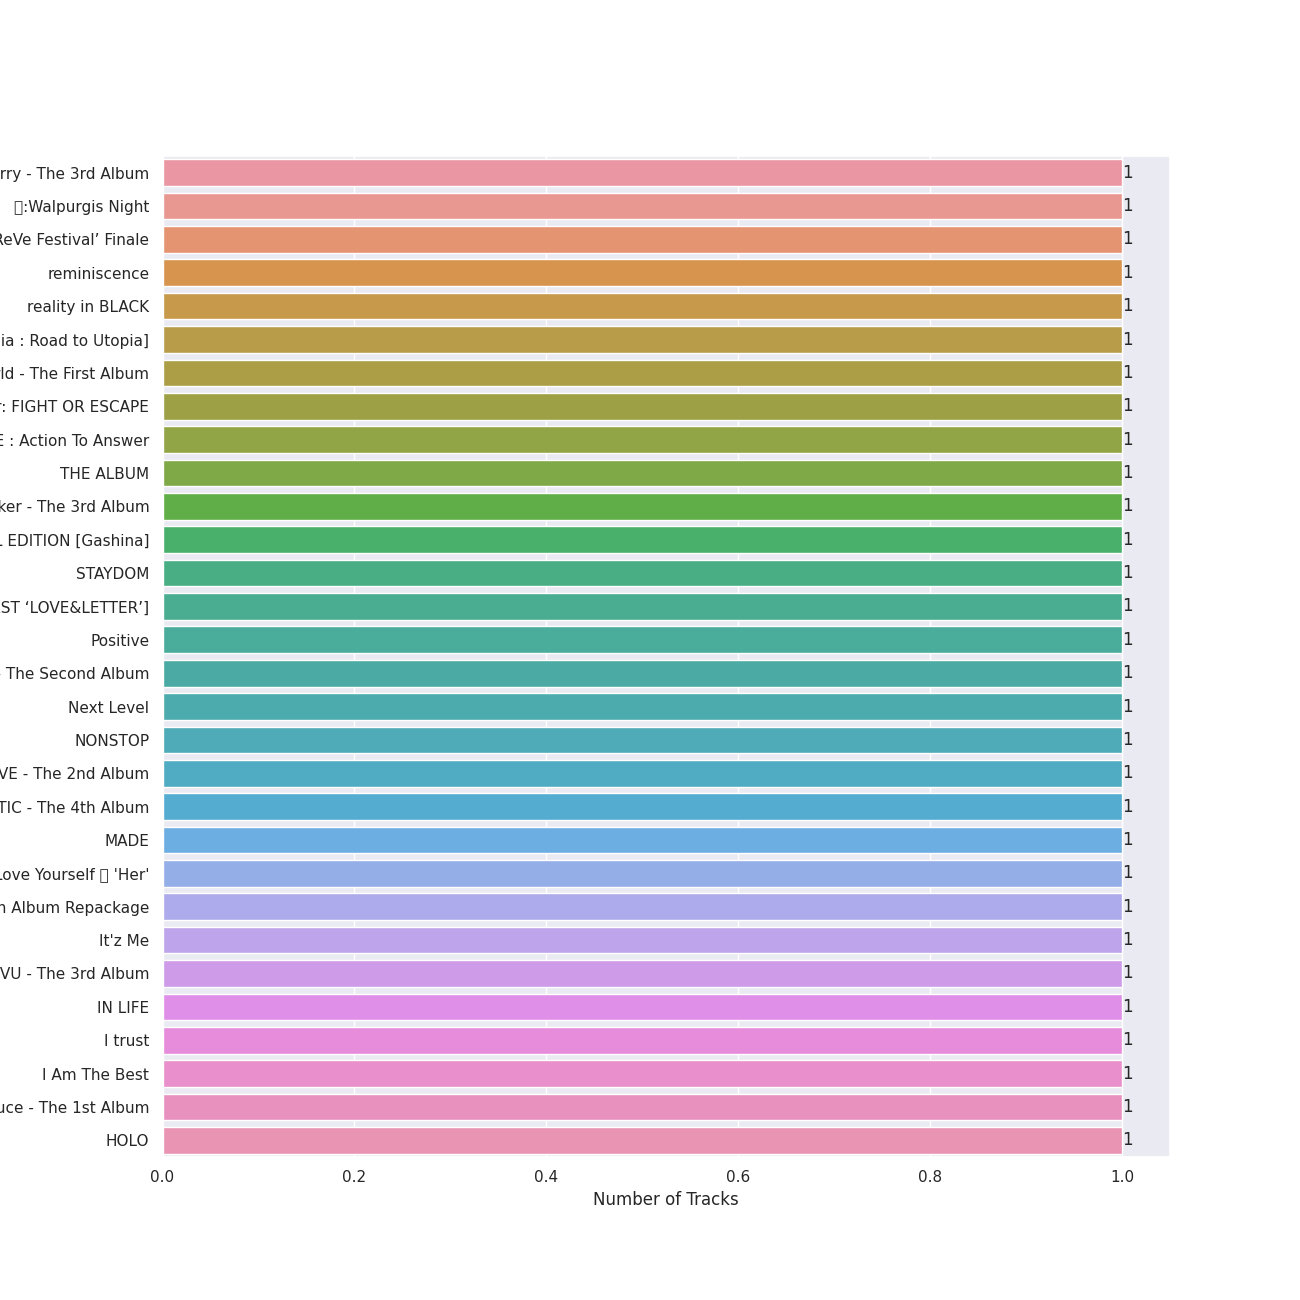 rry - The 3rd Album 1
:Walpurgis Night 1
ReVe Festival’ Finale 1
reminiscence 1
reality in BLACK 1
ia : Road to Utopia] 1
ld - The First Album 1
: FIGHT OR ESCAPE 1
E : Action To Answer 1
THE ALBUM 1
ker - The 3rd Album 1
EDITION [Gashina] 1
STAYDOM 1
ST ‘LOVE&LETTER’] 1
Positive 1
The Second Album 1
Next Level 1
NONSTOP 1
VE - The 2nd Album 1
TIC - The 4th Album 1
MADE 1
Love Yourself 'Her' 1
Album Repackage 1
It'z Me 1
VU - The 3rd Album 1
IN LIFE 1
I trust 1
I Am The Best 1
uce - The 1st Album 1
HOLO 1
0.0 0.2 0.4 0.6 0.8 1.0
Number of Tracks